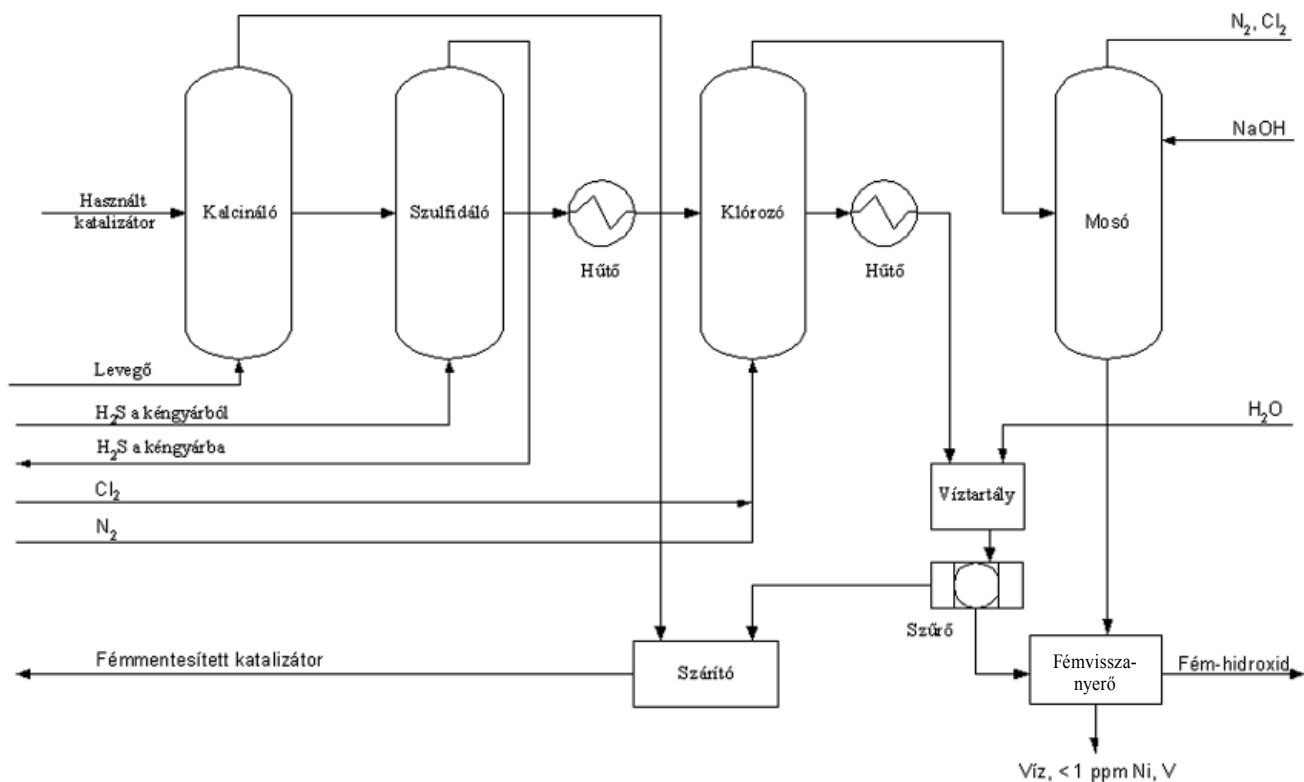 N₂, Cl₂
NaOH
Használt
katalizátor
Kalcináló
Szulfidáló
Hűtő
Klórozó
Hűtő
Mosó
Levegő
H₂S a kéngyárból
H₂O
H₂S a kéngyárba
Cl₂
Víztartály
N₂
Szűrő
Fémmentesített katalizátor
Szárító
Fémvissza-
nyerő
Fém-hidroxid
Víz, < 1 ppm Ni, V